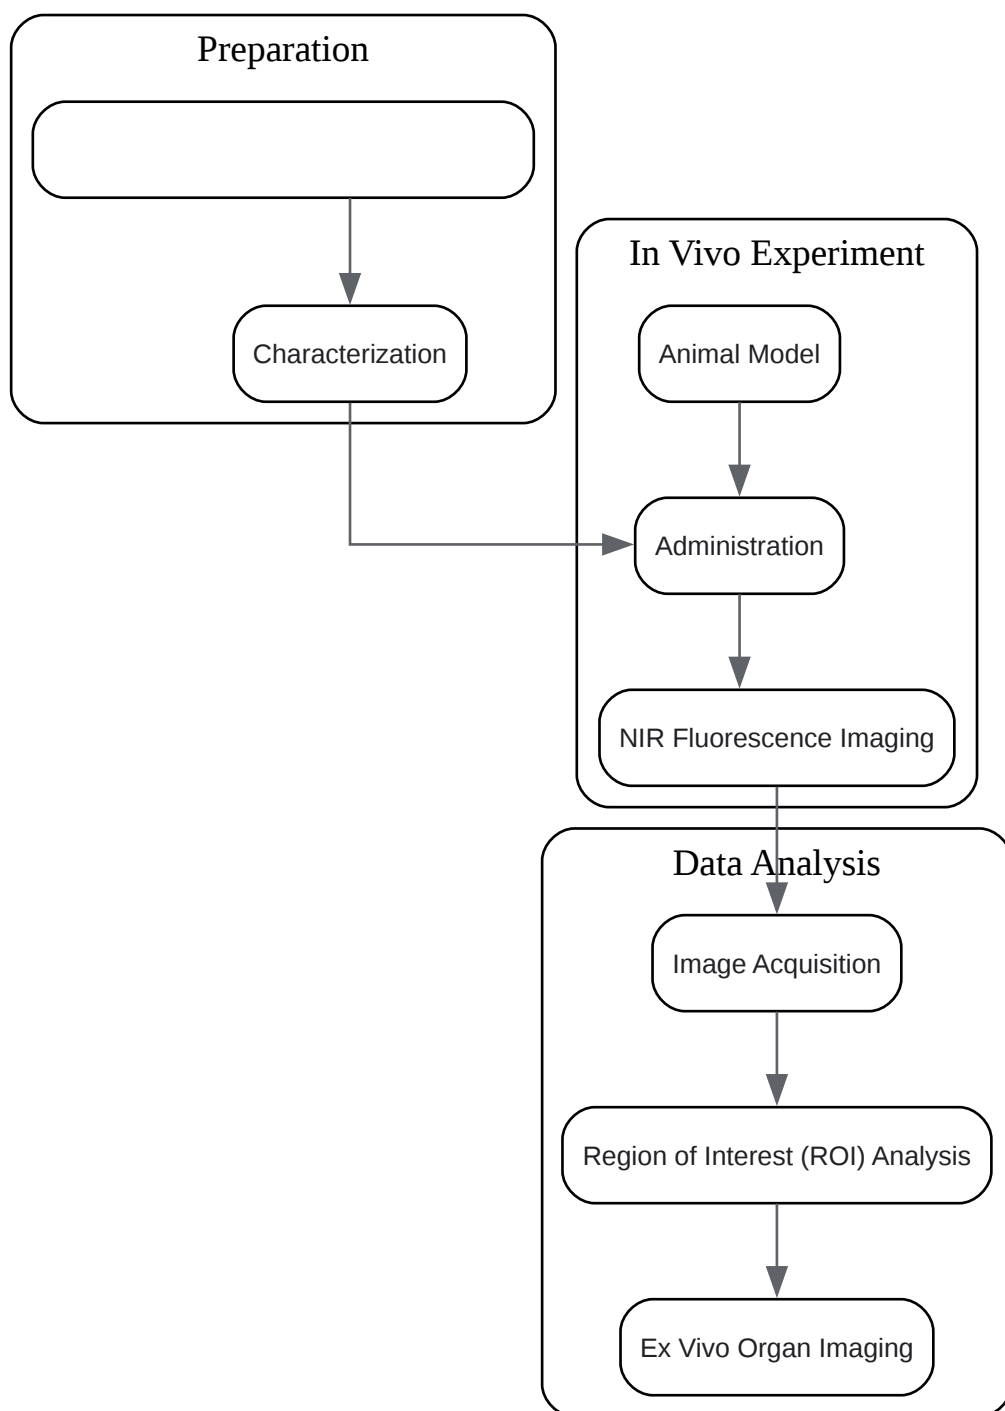 Preparation
Characterization
In Vivo Experiment
Animal Model
Administration
NIR Fluorescence Imaging
Data Analysis
Image Acquisition
Region of Interest (ROI) Analysis
Ex Vivo Organ Imaging